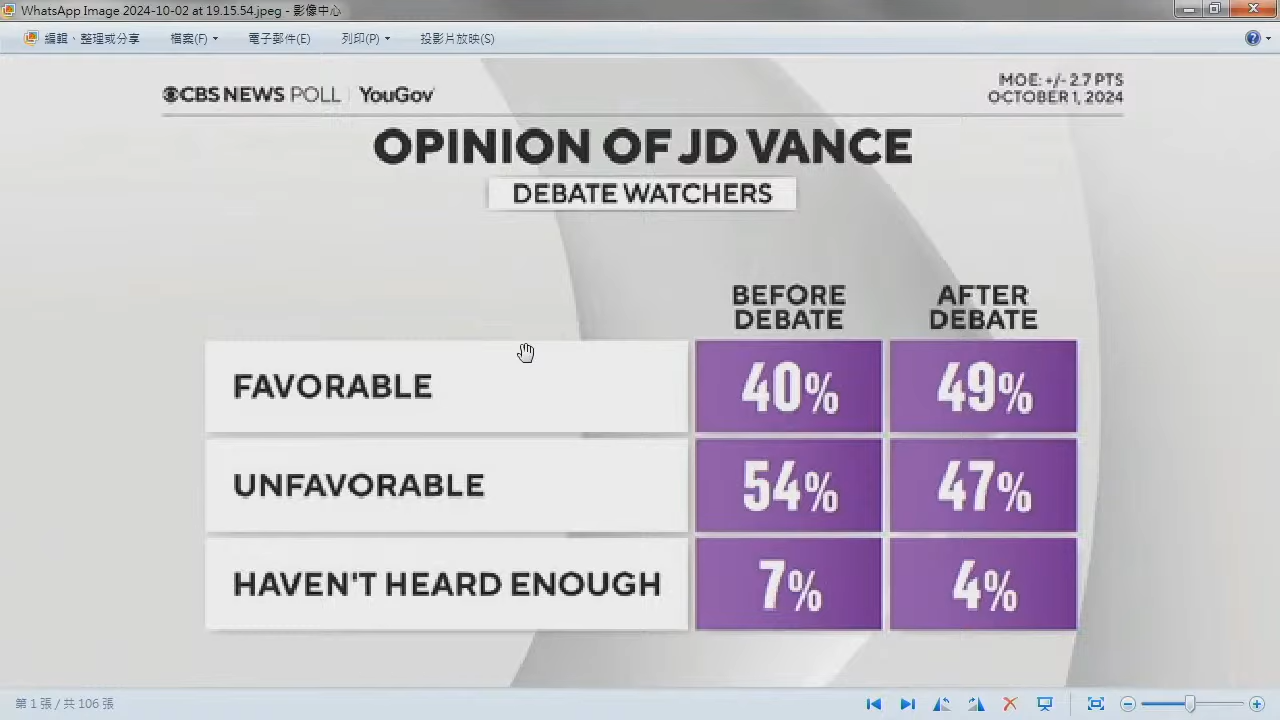 WhatsApp Image 2024-10-02 at 19.15.54.jpeg - 影像中心
編輯、整理或分享 檔案(F) 電子郵件(E) 列印(P) 投影片放映(S)
CBS NEWS POLL | YouGov
MOE: +/- 2.7 PTS
OCTOBER 1, 2024
OPINION OF JD VANCE
DEBATE WATCHERS
BEFORE DEBATE AFTER DEBATE
FAVORABLE 40% 49%
UNFAVORABLE 54% 47%
HAVEN'T HEARD ENOUGH 7% 4%
第 1 張 / 共 106 張